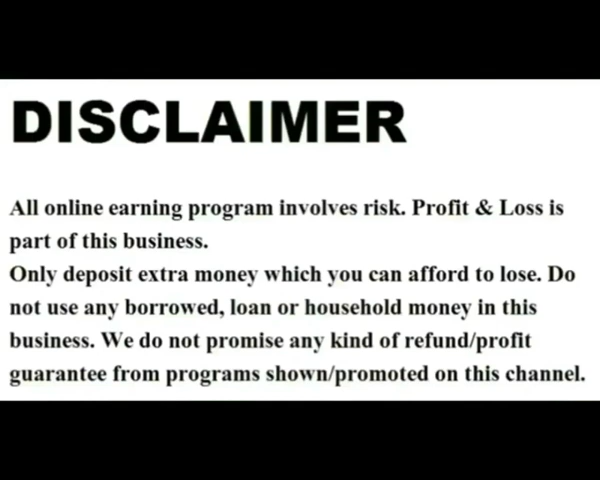 DISCLAIMER
All online earning program involves risk. Profit & Loss is
part of this business.
Only deposit extra money which you can afford to lose. Do
not use any borrowed, loan or household money in this
business. We do not promise any kind of refund/profit
guarantee from programs shown/promoted on this channel.